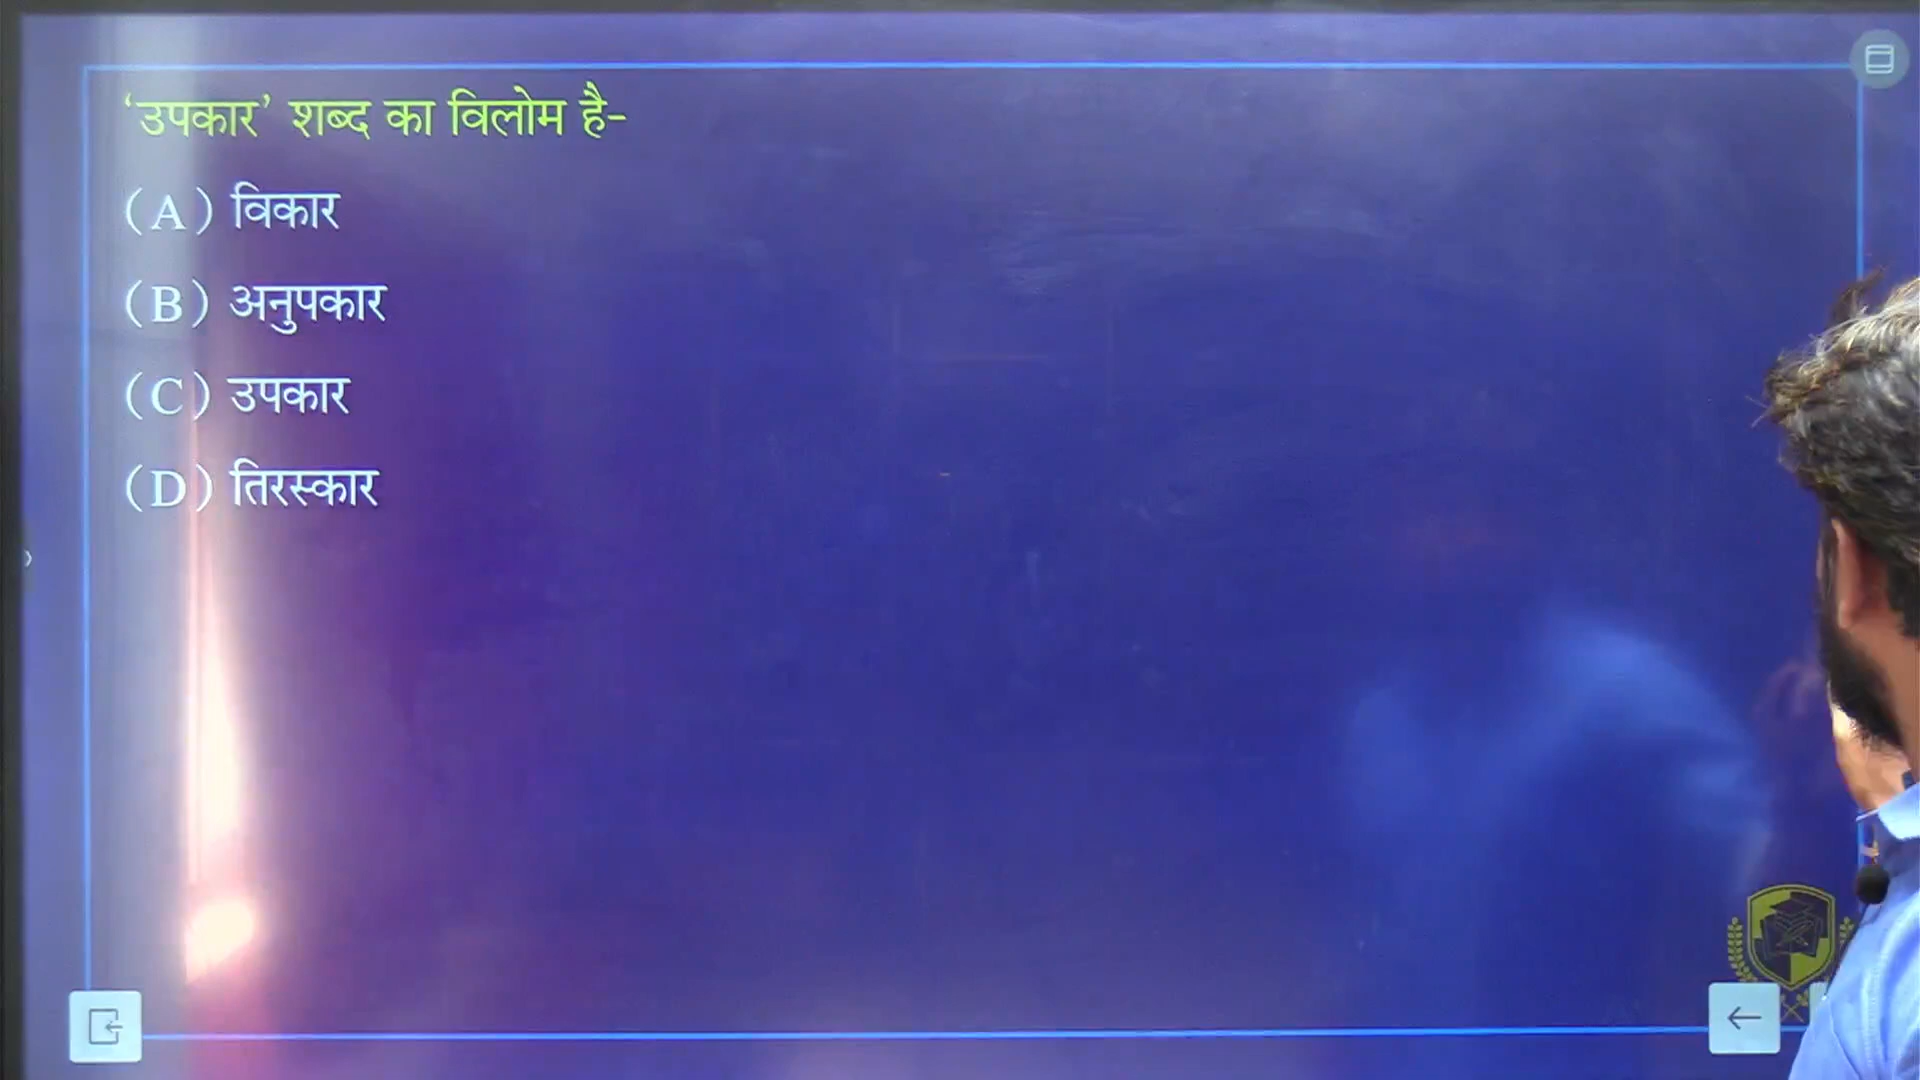 ‘उपकार’ शब्द का विलोम है-
(A) विकार
(B) अनुपकार
(C) उपकार
(D) तिरस्कार